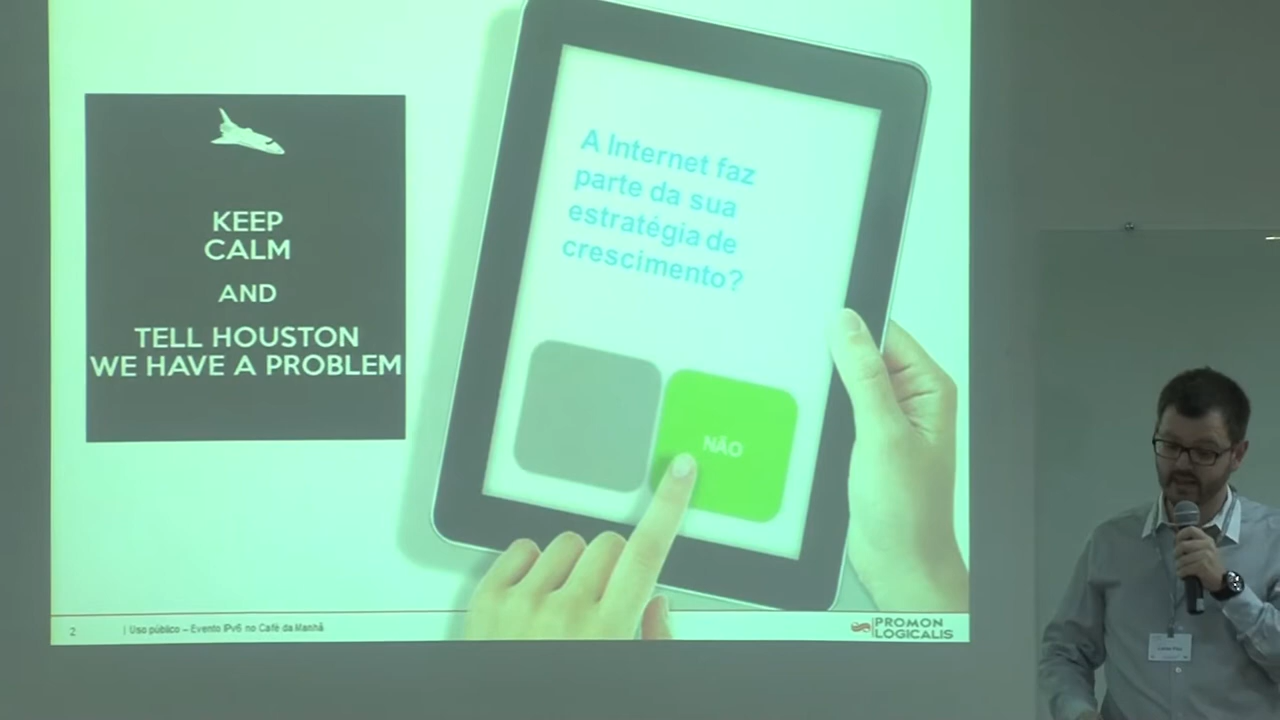 KEEP
CALM
AND
TELL HOUSTON
WE HAVE A PROBLEM
A Internet faz
parte da sua
estratégia de
crescimento?
NÃO
2
| Uso público – Evento IPv6 no Café da Manhã
PROMON
LOGICALIS